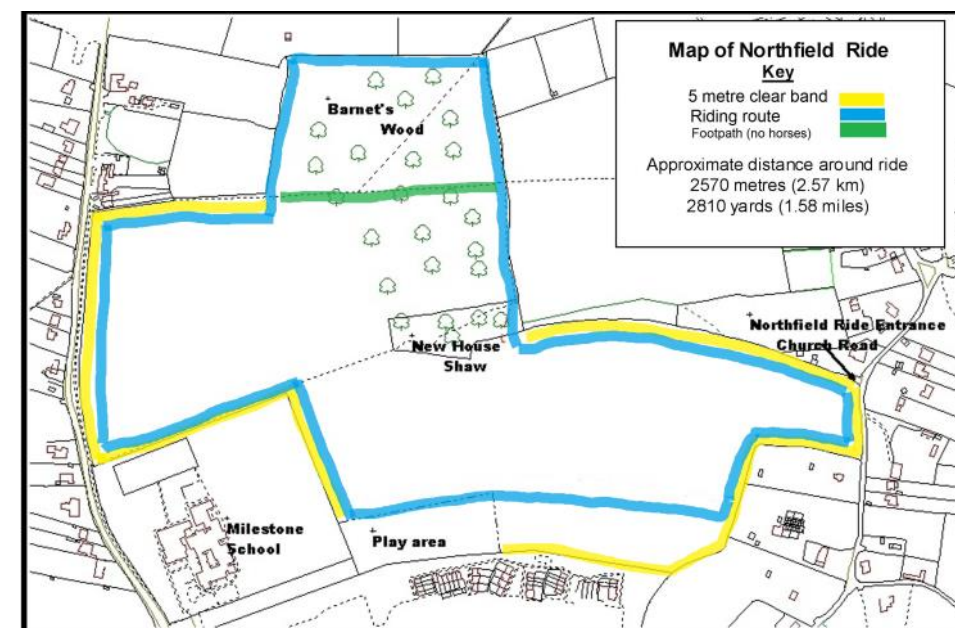 Map of Northfield Ride
Key
5 metre clear band
Riding route
Footpath (no horses)
Approximate distance around ride
2570 metres (2.57 km)
2810 yards (1.58 miles)
Barnet's
Wood
Northfield Ride Entrance
Church Road
New House
Shaw
Milestone
School
Play area